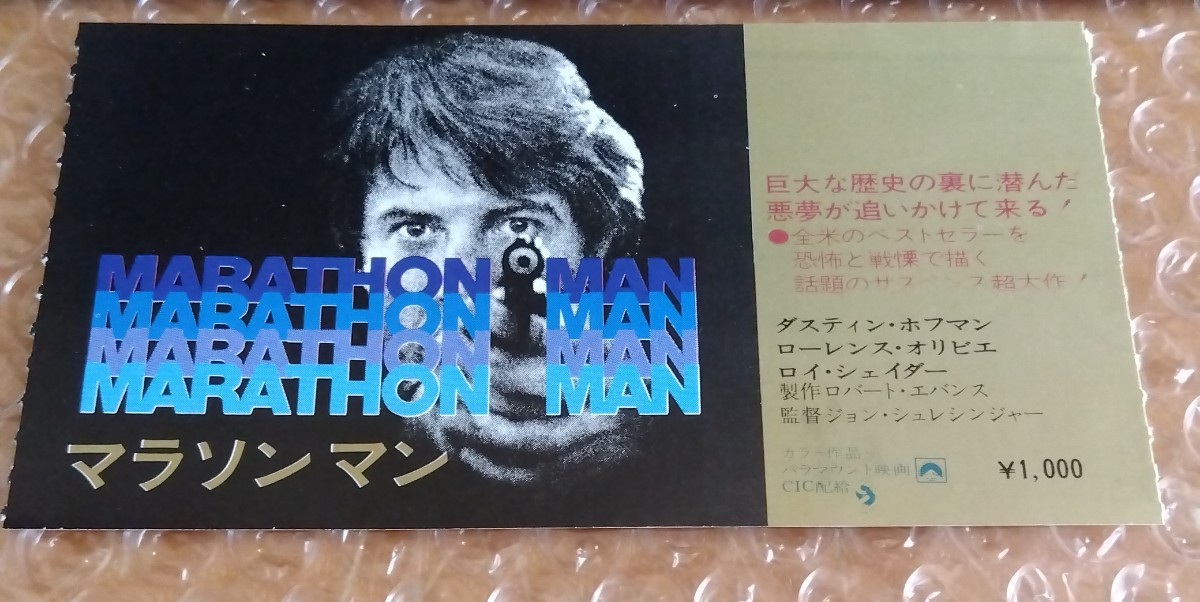 MARATHON MAN
MARATHON MAN
MARATHON MAN
MARATHON MAN
マラソン マン
巨大な歴史の裏に潜んだ
悪夢が追いかけて来る！
●全米のベストセラーを
恐怖と戦慄で描く
話題のサスペンス超大作！
ダスティン・ホフマン
ローレンス・オリビエ
ロイ・シェイダー
製作ロバート・エバンス
監督ジョン・シュレシンジャー
カラー作品
パラマウント映画
CIC配給
¥1,000